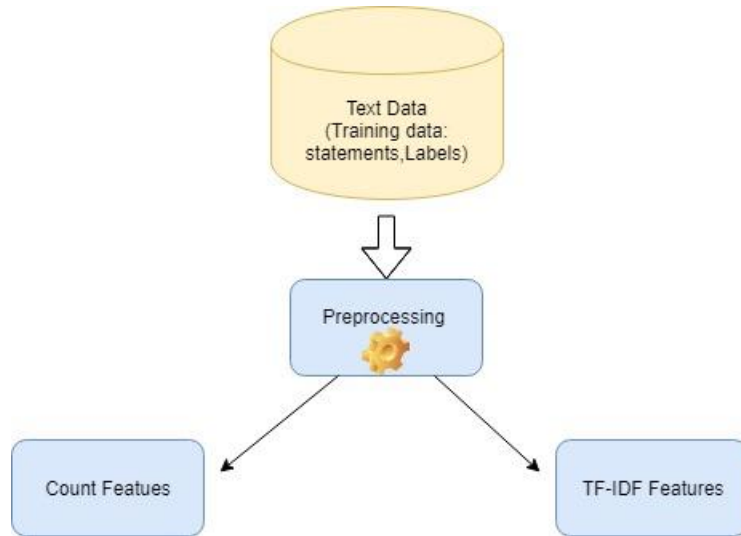 Text Data
(Training data:
statements,Labels)
Preprocessing
Count Featues
TF-IDF Features